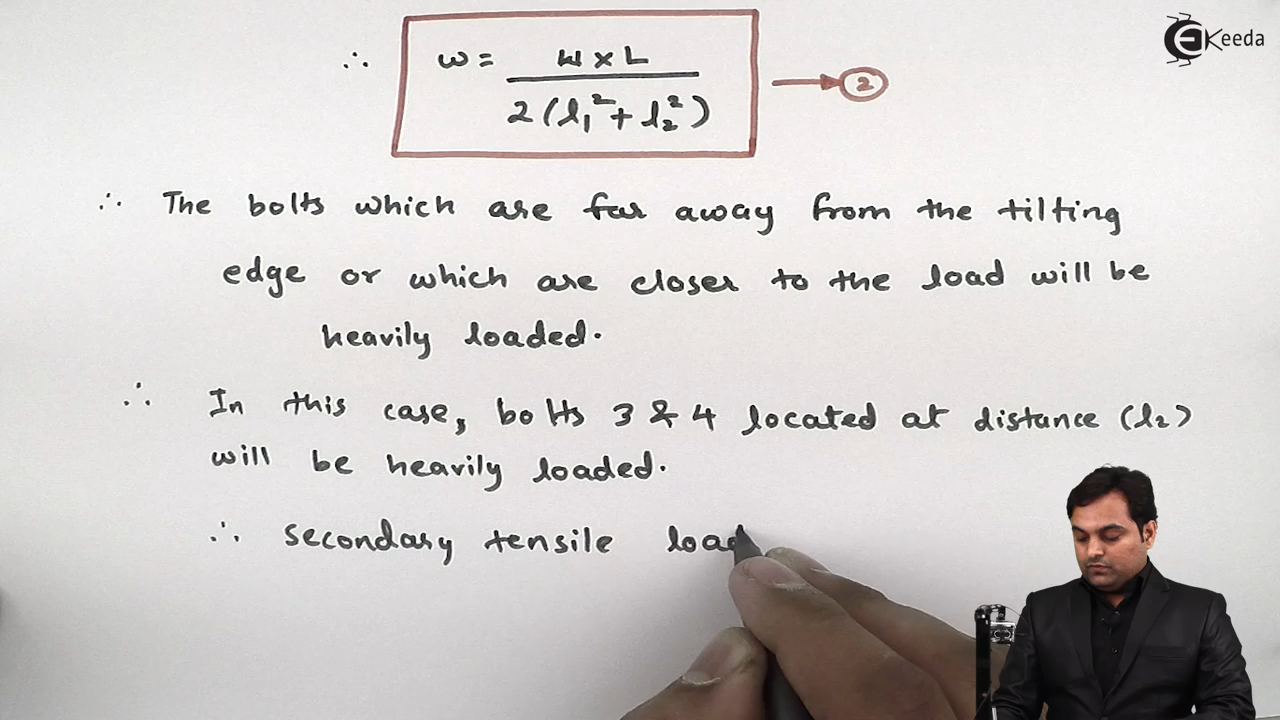 EKeeda
∴ w = W × L / 2 (l₁² + l₂²) → 2
∴ The bolts which are far away from the tilting
edge or which are closer to the load will be
heavily loaded.
∴ In this case, bolts 3 & 4 located at distance (l₂)
will be heavily loaded.
∴ secondary tensile load